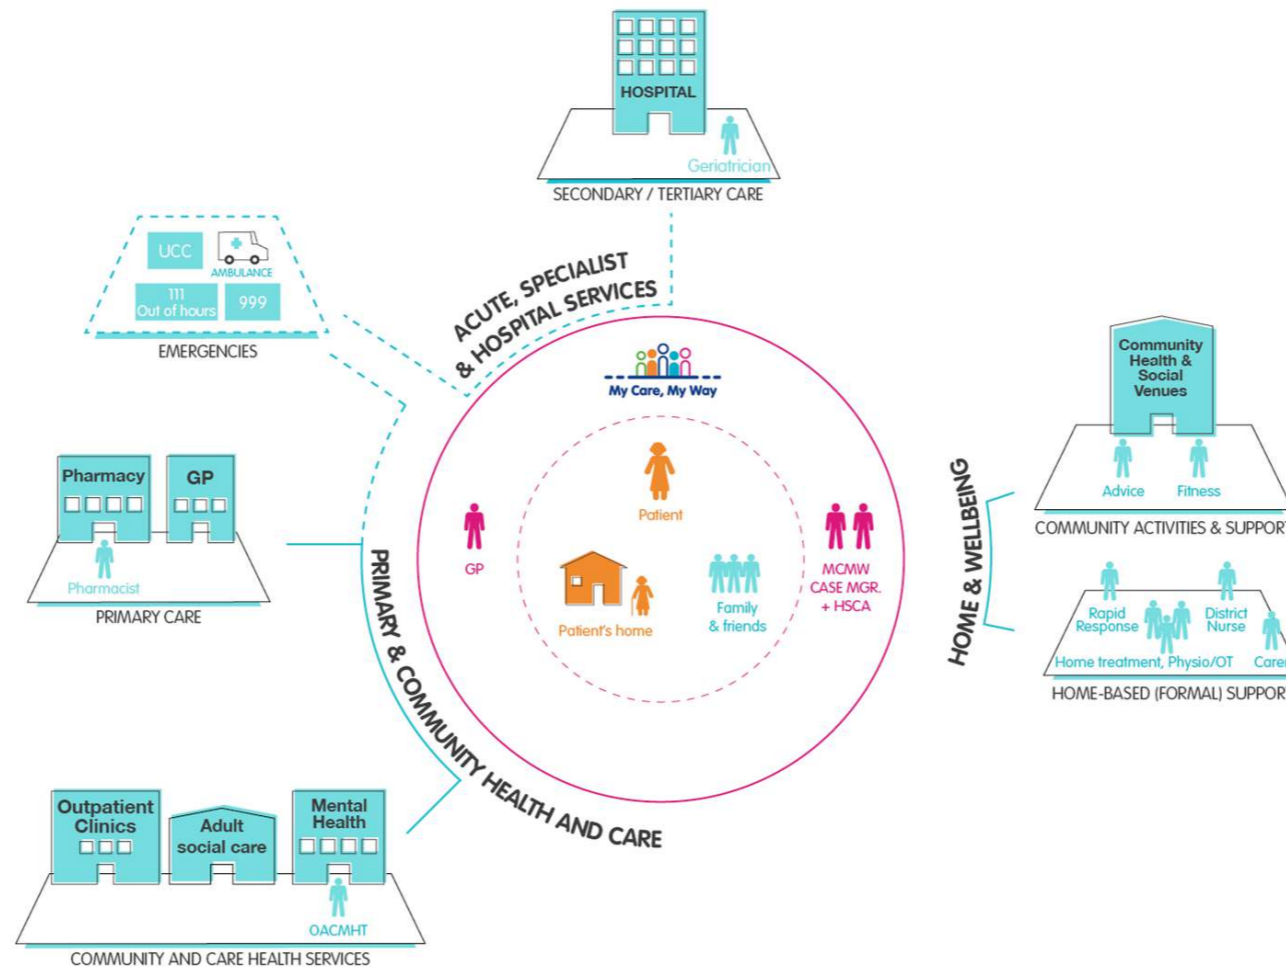 HOSPITAL
Geriatrician
SECONDARY / TERTIARY CARE
UCC
AMBULANCE
111
Out of hours
999
EMERGENCIES
ACUTE, SPECIALIST
& HOSPITAL SERVICES
My Care, My Way
Pharmacy
GP
Pharmacist
PRIMARY CARE
GP
Patient
Patient's home
Family
& friends
MCMW
CASE MGR.
+ HSCA
PRIMARY & COMMUNITY HEALTH AND CARE
HOME & WELLBEING
Community
Health &
Social
Venues
Advice
Fitness
COMMUNITY ACTIVITIES & SUPPORT
Rapid
Response
District
Nurse
Home treatment, Physio/OT
Carer
HOME-BASED (FORMAL) SUPPORT
Outpatient
Clinics
Adult
social care
Mental
Health
OACMHT
COMMUNITY AND CARE HEALTH SERVICES